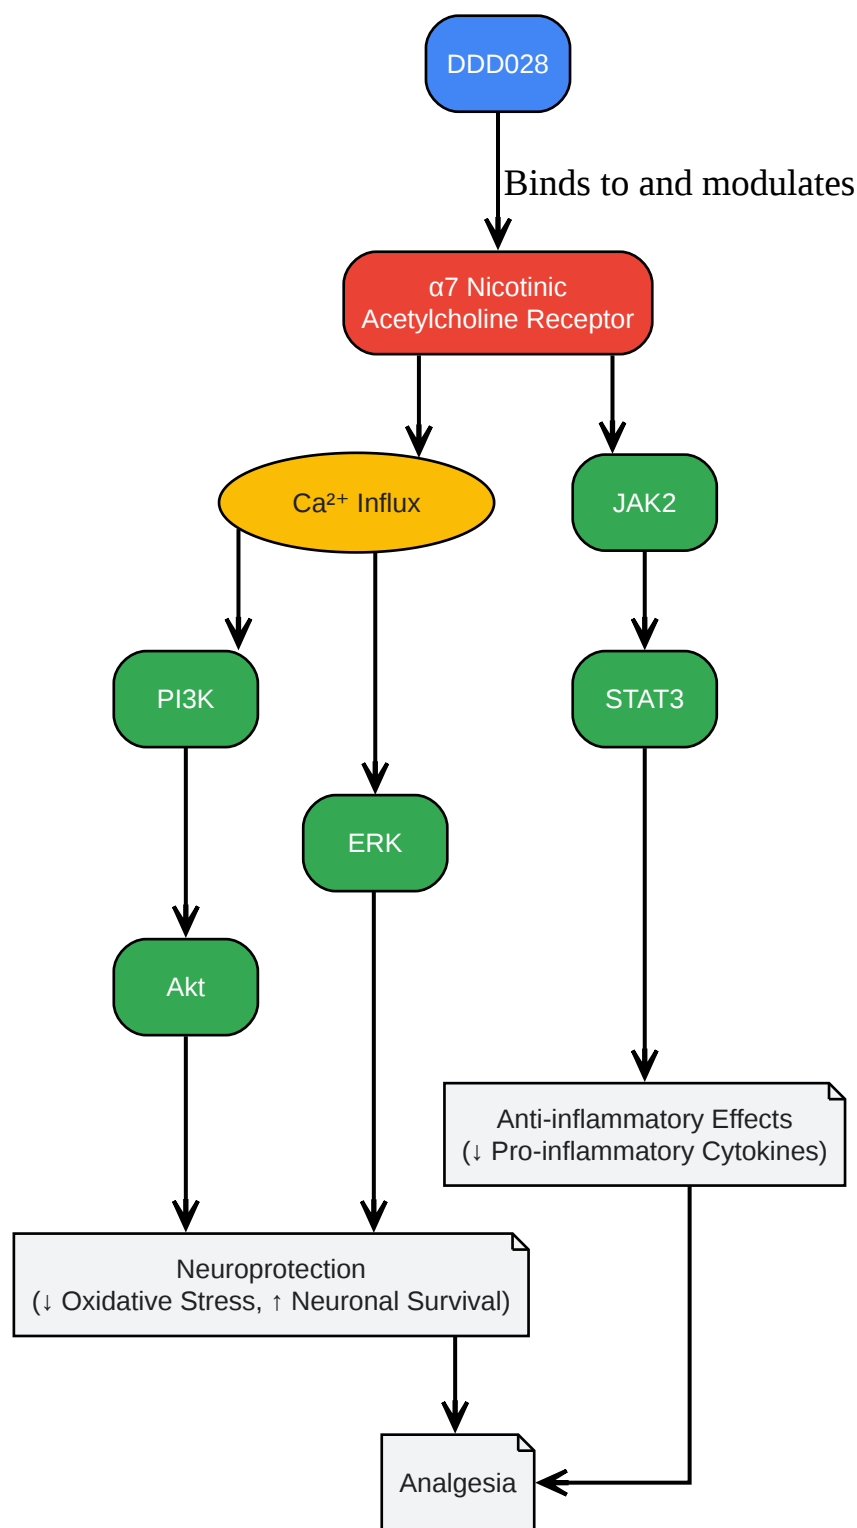 DDD028
Binds to and modulates
α7 Nicotinic
Acetylcholine Receptor
Ca²⁺ Influx
JAK2
PI3K
STAT3
ERK
Akt
Anti-inflammatory Effects
(↓ Pro-inflammatory Cytokines)
Neuroprotection
(↓ Oxidative Stress, ↑ Neuronal Survival)
Analgesia